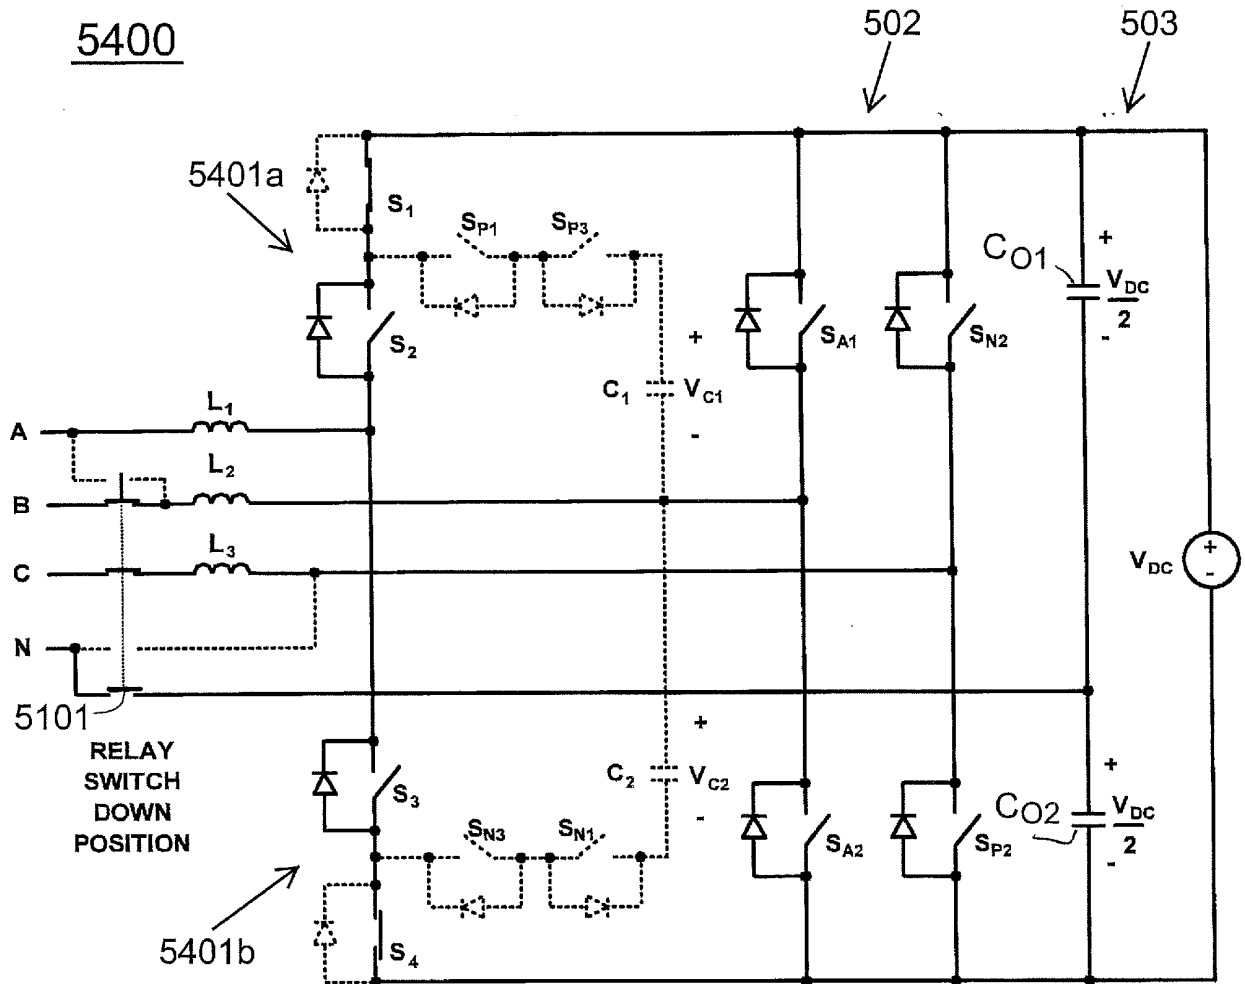 5400
502
503
5401a
S1
SP1
SP3
S2
+
VC1
-
C1
SA1
SN2
CO1
+
VDC
2
-
A
L1
B
L2
C
L3
N
VDC
+
-
5101
RELAY
SWITCH
DOWN
POSITION
S3
SN3
SN1
C2
+
VC2
-
SA2
SP2
CO2
+
VDC
2
-
5401b
S4